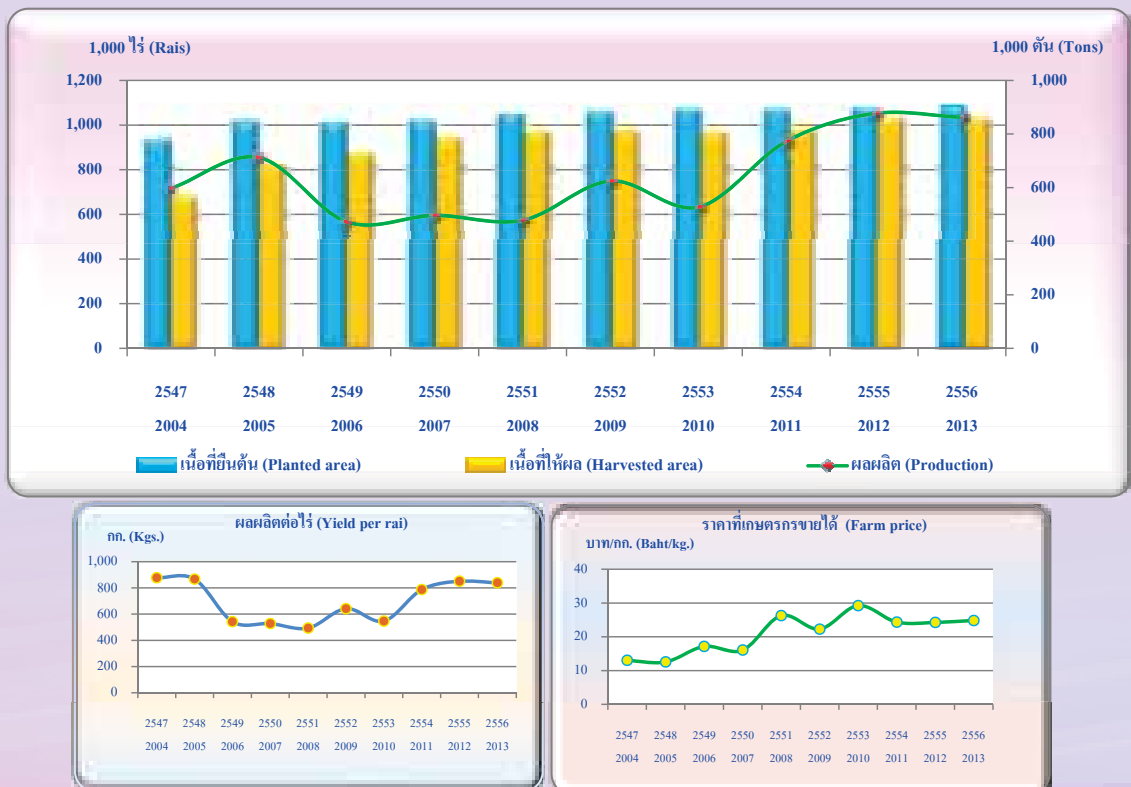 1,000 ไร่ (Rais) 1,000 ตัน (Tons)
1,200 1,000
1,000 800
800 600
600 400
400 200
200 0
0
2547 2548 2549 2550 2551 2552 2553 2554 2555 2556
2004 2005 2006 2007 2008 2009 2010 2011 2012 2013
เนื้อที่ยืนต้น (Planted area) เนื้อที่ให้ผล (Harvested area) ผลผลิต (Production)
ผลผลิตต่อไร่ (Yield per rai)
กก. (Kgs.)
1,000
800
600
400
200
0
2547 2548 2549 2550 2551 2552 2553 2554 2555 2556
2004 2005 2006 2007 2008 2009 2010 2011 2012 2013
ราคาที่เกษตรกรขายได้ (Farm price)
บาท/กก. (Baht/kg.)
40
30
20
10
0
2547 2548 2549 2550 2551 2552 2553 2554 2555 2556
2004 2005 2006 2007 2008 2009 2010 2011 2012 2013